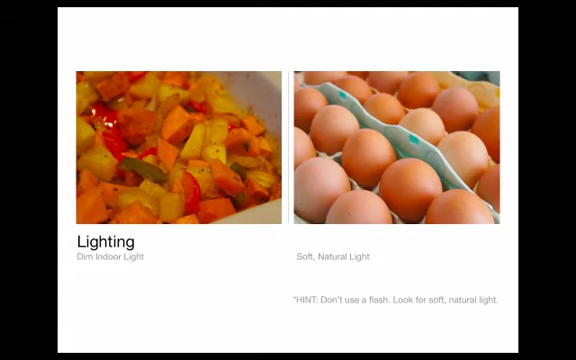 Lighting
Dim Indoor Light
Soft, Natural Light
*HINT: Don't use a flash. Look for soft, natural light.